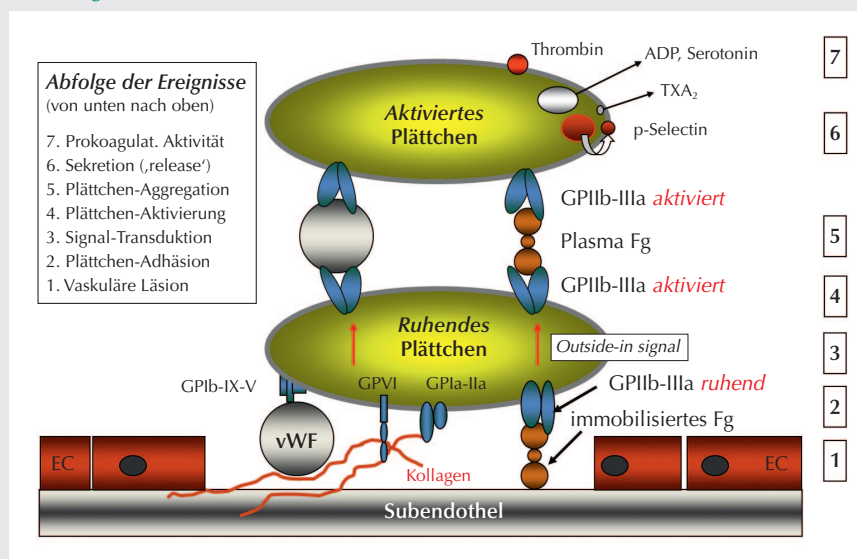 Abfolge der Ereignisse
(von unten nach oben)
7. Prokoagulat. Aktivität
6. Sekretion (‚release‘)
5. Plättchen-Aggregation
4. Plättchen-Aktivierung
3. Signal-Transduktion
2. Plättchen-Adhäsion
1. Vaskuläre Läsion
Thrombin
ADP, Serotonin
TXA₂
p-Selectin
Aktiviertes
Plättchen
GPIIb-IIIa aktiviert
Plasma Fg
GPIIb-IIIa aktiviert
Ruhendes
Plättchen
Outside-in signal
GPIb-IX-V
GPVI
GPIa-IIa
GPIIb-IIIa ruhend
immobilisiertes Fg
vWF
EC
Kollagen
EC
Subendothel
7
6
5
4
3
2
1